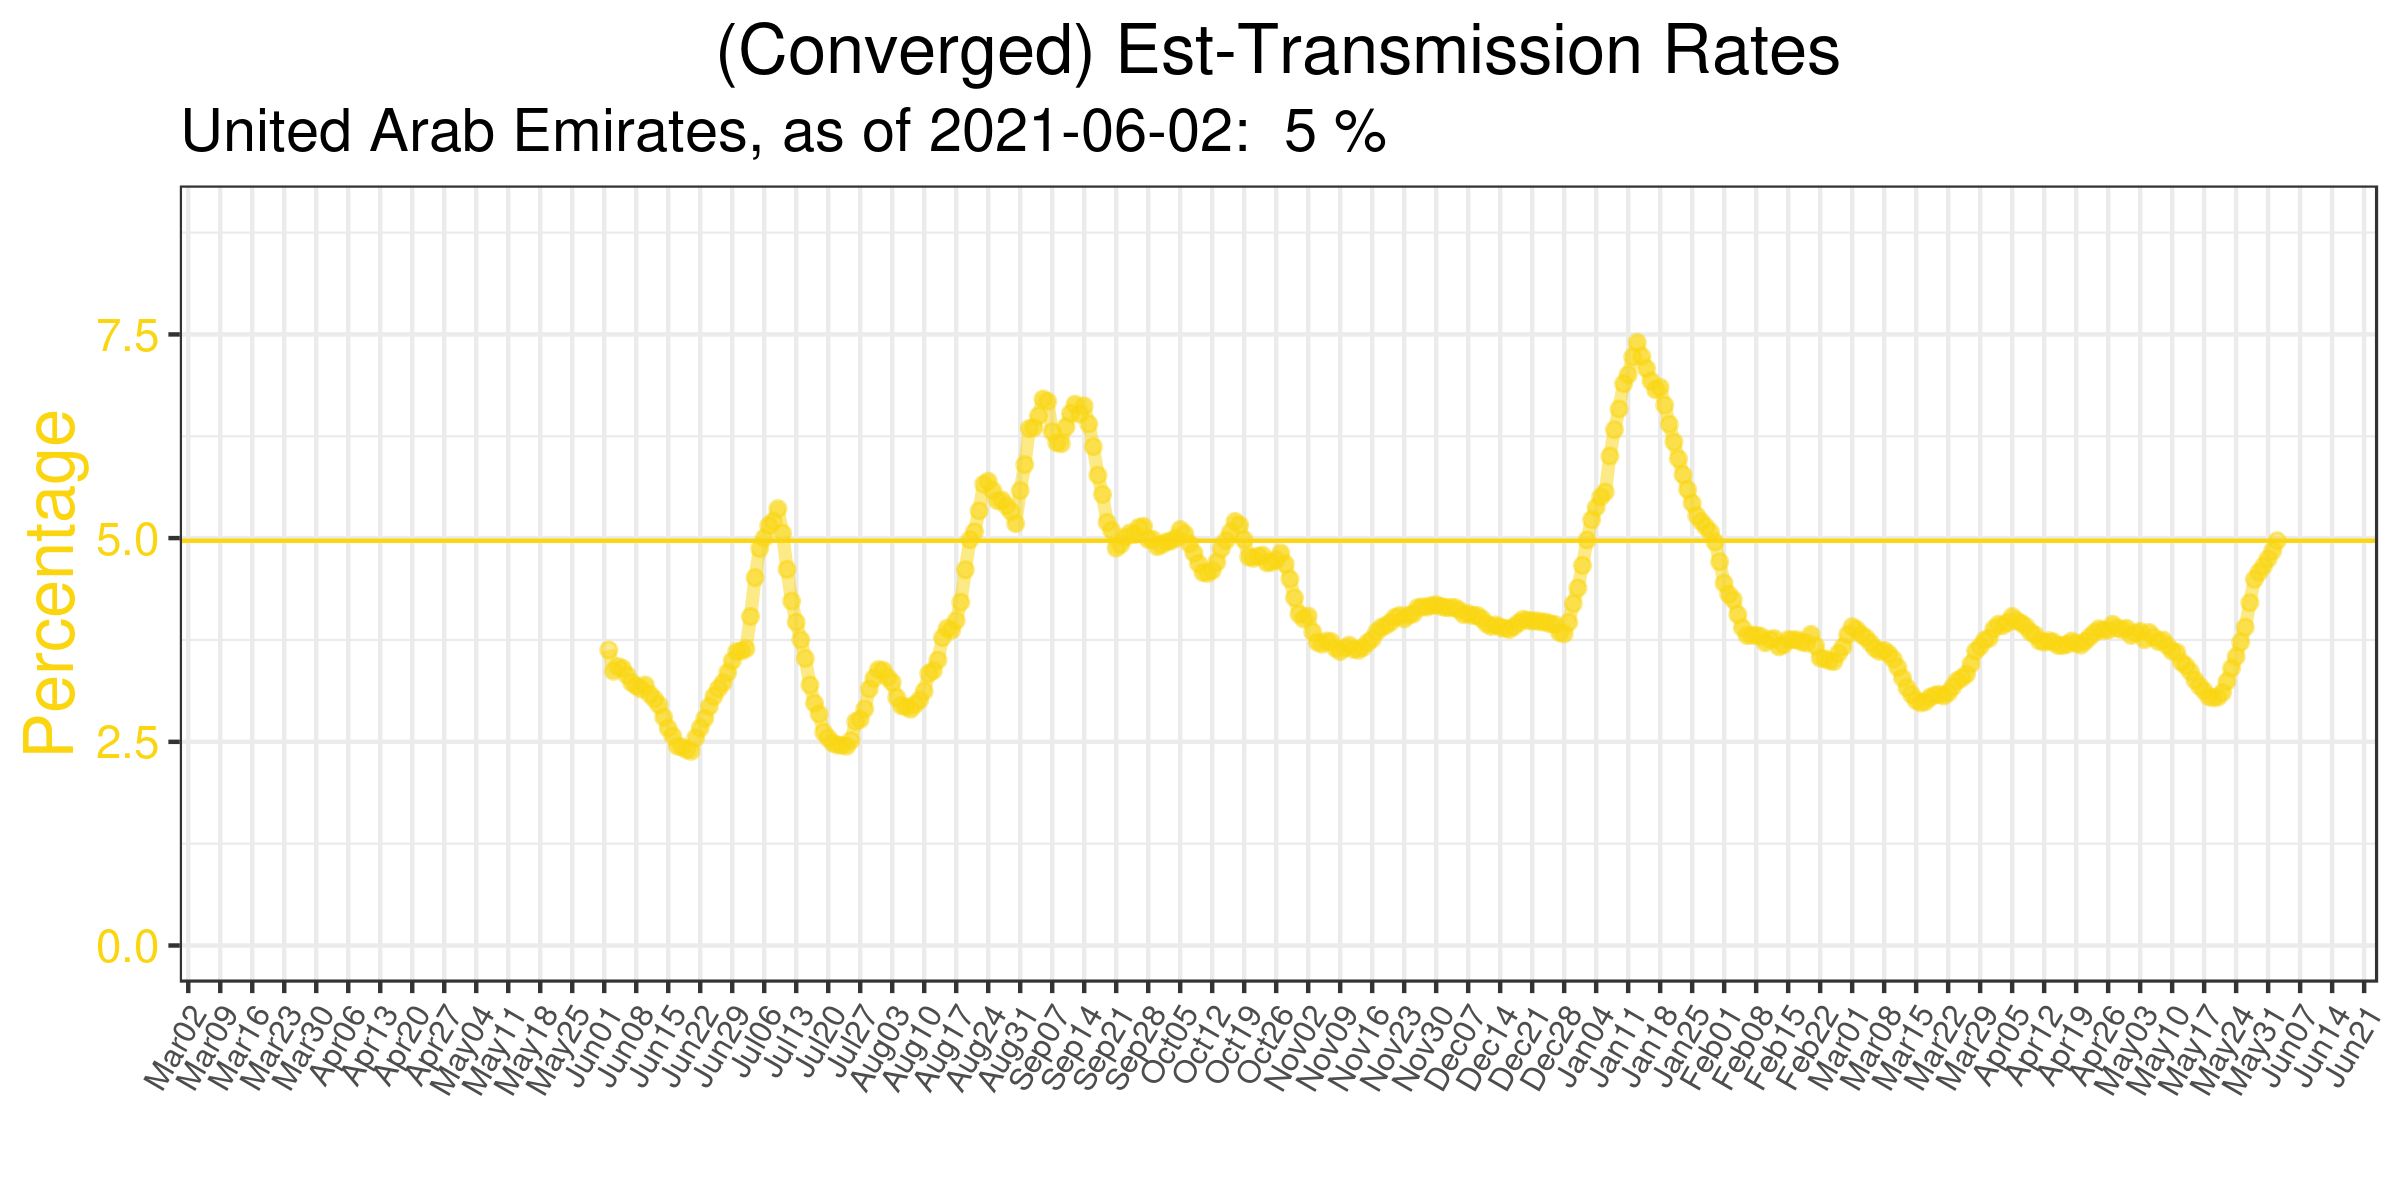 (Converged) Est-Transmission Rates
United Arab Emirates, as of 2021-06-02:  5 %
Percentage
7.5
5.0
2.5
0.0
Mar02
Mar09
Mar16
Mar23
Mar30
Apr06
Apr13
Apr20
Apr27
May04
May11
May18
May25
Jun01
Jun08
Jun15
Jun22
Jun29
Jul06
Jul13
Jul20
Jul27
Aug03
Aug10
Aug17
Aug24
Aug31
Sep07
Sep14
Sep21
Sep28
Oct05
Oct12
Oct19
Oct26
Nov02
Nov09
Nov16
Nov23
Nov30
Dec07
Dec14
Dec21
Dec28
Jan04
Jan11
Jan18
Jan25
Feb01
Feb08
Feb15
Feb22
Mar01
Mar08
Mar15
Mar22
Mar29
Apr05
Apr12
Apr19
Apr26
May03
May10
May17
May24
May31
Jun07
Jun14
Jun21